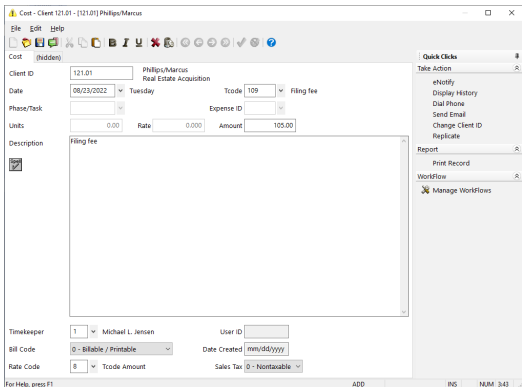 Cost - Client 121.01 - [121.01] Phillips/Marcus
File Edit Help
B I U
Cost (hidden)
Client ID 121.01 Phillips/Marcus
Real Estate Acquisition
Date 08/23/2022 Tuesday Tcode 109 Filing fee
Phase/Task Expense ID
Units 0.00 Rate 0.000 Amount 105.00
Description Filing fee
Timekeeper 1 Michael L. Jensen User ID
Bill Code 0 - Billable / Printable Date Created mm/dd/yyyy
Rate Code 8 Tcode Amount Sales Tax 0 - Nontaxable
Quick Clicks
Take Action
eNotify
Display History
Dial Phone
Send Email
Change Client ID
Replicate
Report
Print Record
WorkFlow
Manage WorkFlows
For Help, press F1 ADD INS NUM 3:43